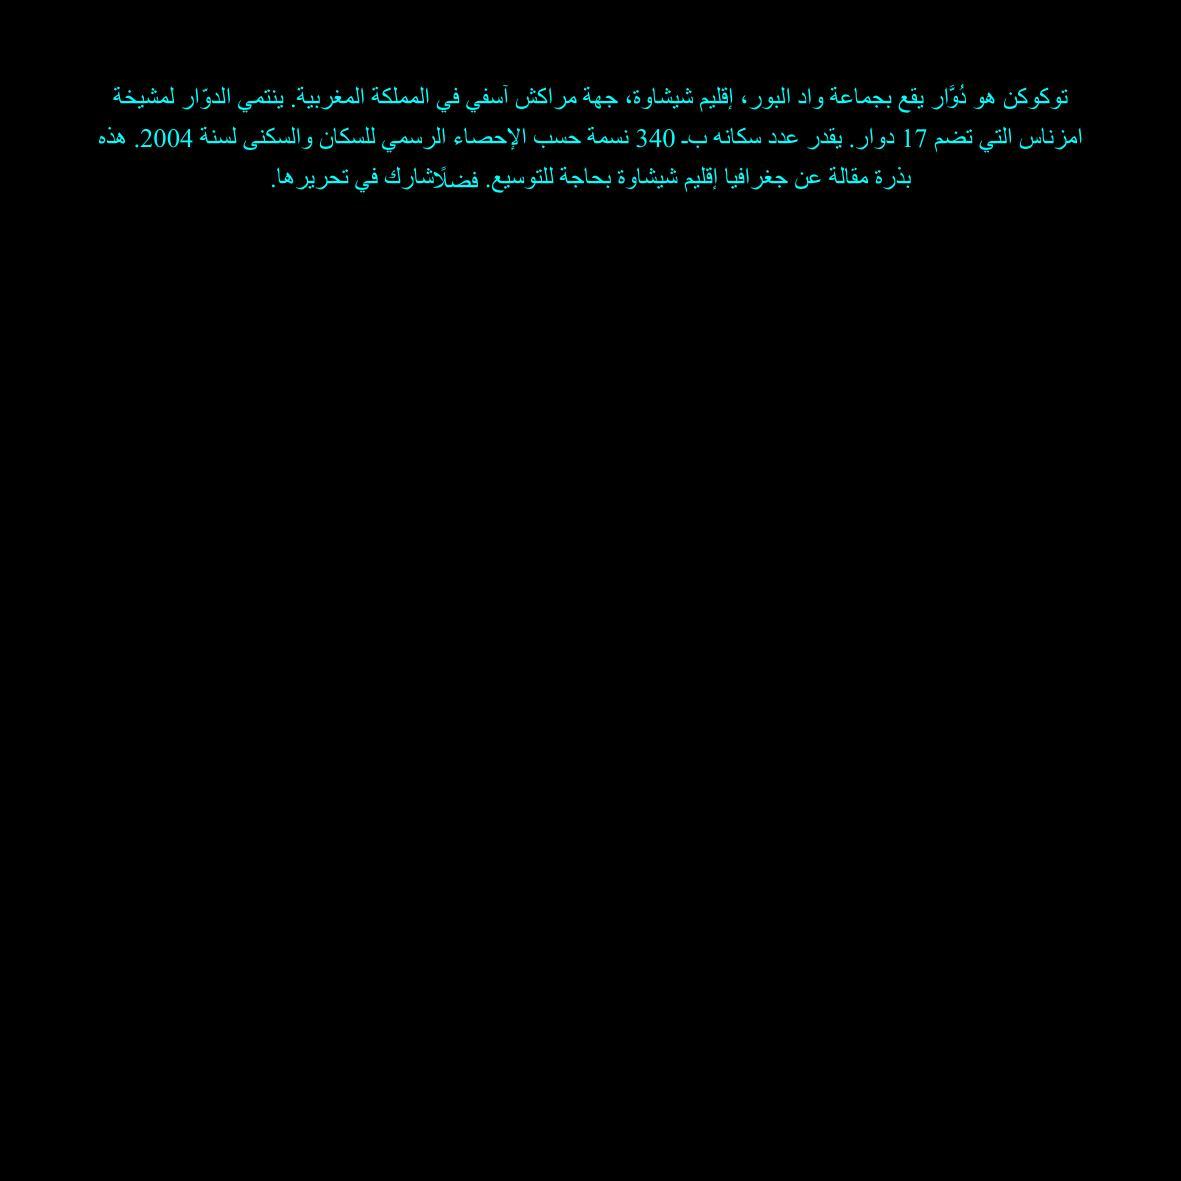 توكوكن هو دُوَّار يقع بجماعة واد البور، إقليم شيشاوة، جهة مراكش آسفي في المملكة المغربية. ينتمي الدوّار لمشيخة
امزناس التي تضم 17 دوار. يقدر عدد سكانه بـ 340 نسمة حسب الإحصاء الرسمي للسكان والسكنى لسنة 2004. هذه
بذرة مقالة عن جغرافيا إقليم شيشاوة بحاجة للتوسيع. فضلًاشارك في تحريرها.